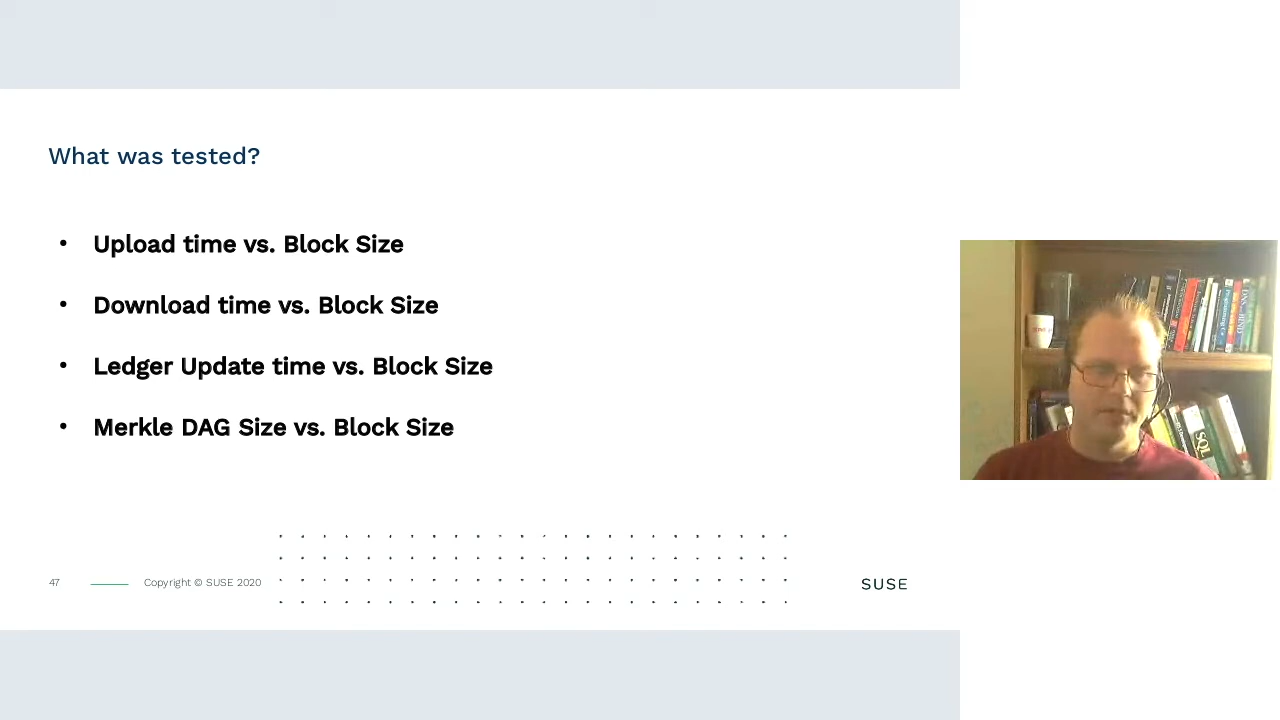 What was tested?
• Upload time vs. Block Size
• Download time vs. Block Size
• Ledger Update time vs. Block Size
• Merkle DAG Size vs. Block Size
47
Copyright © SUSE 2020
SUSE
SQL